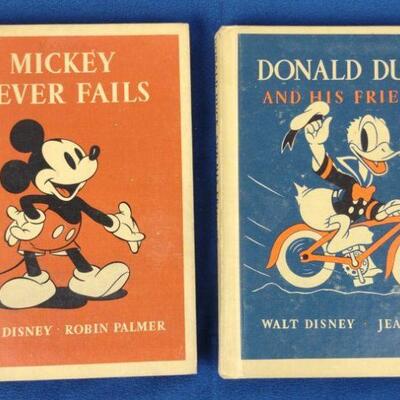 MICKEY
EVER FAILS
DISNEY · ROBIN PALMER
DONALD DU
AND HIS FRIE
WALT DISNEY · JEA